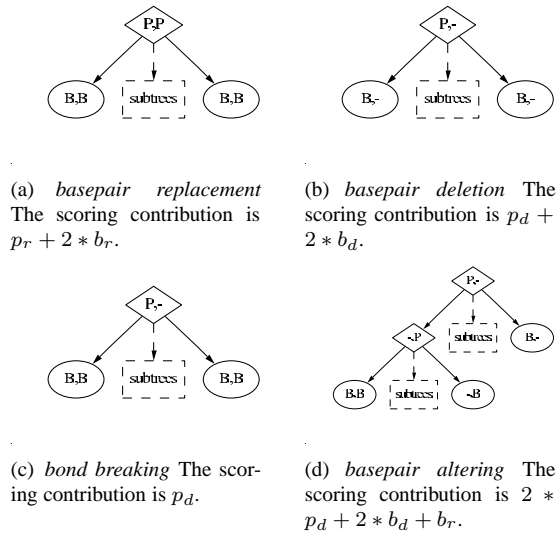 P,P
B,B
subtrees
B,B
P,-
B,-
subtrees
B,-
(a) basepair replacement
The scoring contribution is
p_r + 2 * b_r.
(b) basepair deletion The
scoring contribution is p_d +
2 * b_d.
P,-
B,B
subtrees
B,B
P,-
-,P
subtrees
B,-
B,B
subtrees
-,B
(c) bond breaking The scor-
ing contribution is p_d.
(d) basepair altering The
scoring contribution is 2 *
p_d + 2 * b_d + b_r.